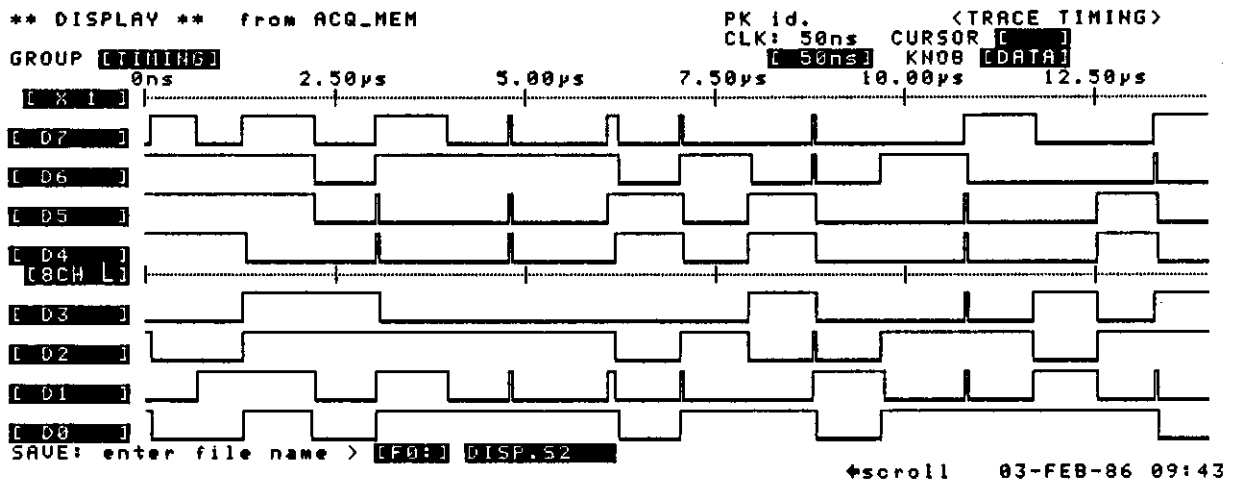 ** DISPLAY ** from ACQ_MEM PK id. <TRACE TIMING>
CLK: 50ns CURSOR [ ]
GROUP [TIMING] [ 50ns] KNOB [DATA]
0ns 2.50µs 5.00µs 7.50µs 10.00µs 12.50µs
[ X 1 ]
[ D7 ]
[ D6 ]
[ D5 ]
[ D4 ]
[8CH L]
[ D3 ]
[ D2 ]
[ D1 ]
[ D0 ]
SAVE: enter file name > [F0:] DISP.S2
♦scroll 03-FEB-86 09:43